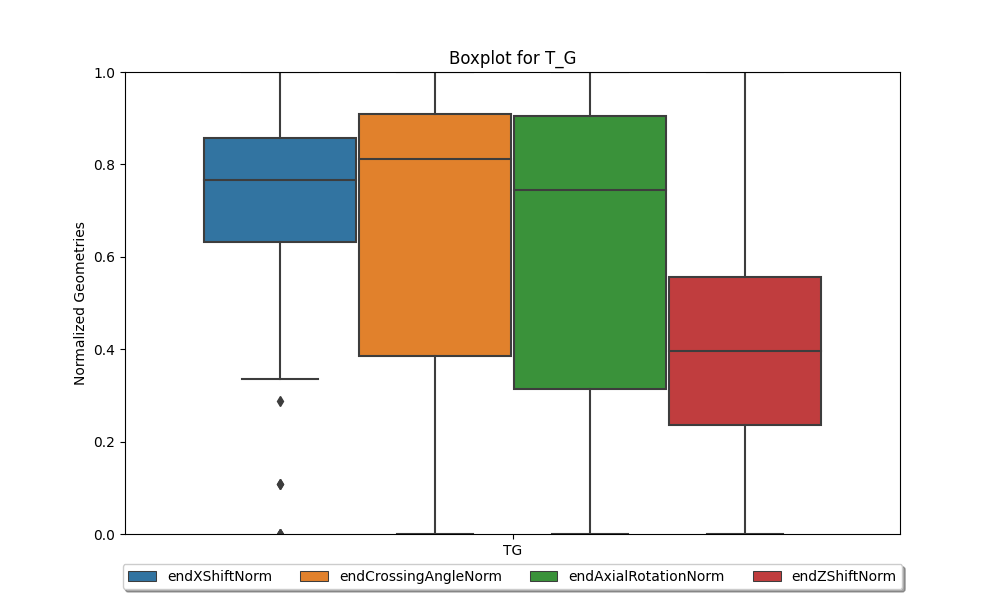 Boxplot for T_G
1.0
0.8
0.6
0.4
0.2
0.0
Normalized Geometries
TG
endXShiftNorm endCrossingAngleNorm endAxialRotationNorm endZShiftNorm